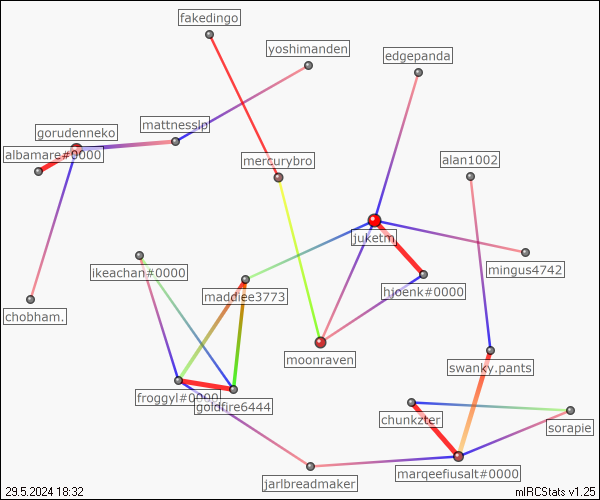 fakedingo
yoshimanden
edgepanda
mattnesslp
gorudenneko
albamare#0000
mercurybro
alan1002
juketm
ikeachan#0000
mingus4742
hjoenk#0000
maddiee3773
chobham.
moonraven
swanky.pants
froggyl#0000
goldfire6444
chunkzter
sorapie
marqeefiusalt#0000
jarlbreadmaker
29.5.2024 18:32
mIRCStats v1.25